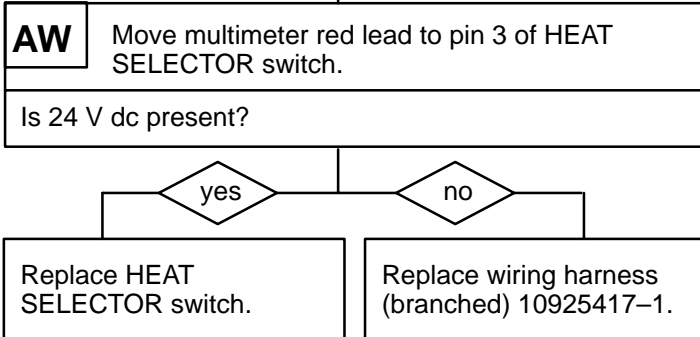 AW
Move multimeter red lead to pin 3 of HEAT
SELECTOR switch.
Is 24 V dc present?
yes
no
Replace HEAT
SELECTOR switch.
Replace wiring harness
(branched) 10925417–1.